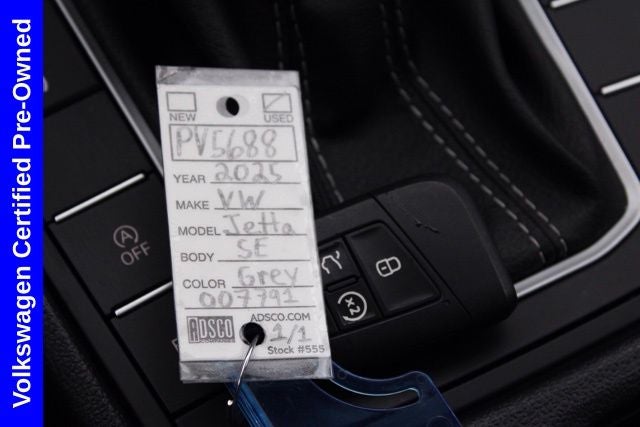 Volkswagen Certified Pre-Owned
NEW USED
PV5688
YEAR 2025
MAKE VW
MODEL Jetta
BODY SE
COLOR Grey
007791
ADSCO ADSCO.COM
1/1
Stock #555
A OFF
x2